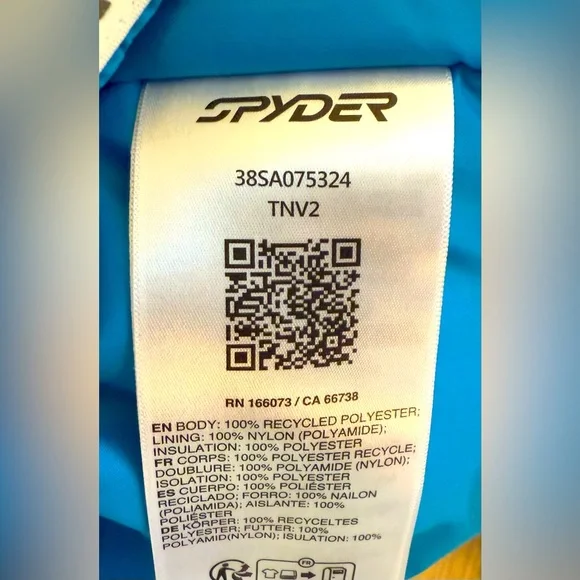 SPYDER
38SA075324
TNV2
RN 166073 / CA 66738
EN BODY: 100% RECYCLED POLYESTER;
LINING: 100% NYLON (POLYAMIDE);
INSULATION: 100% POLYESTER
FR CORPS: 100% POLYESTER RECYCLE;
DOUBLURE: 100% POLYAMIDE (NYLON);
ISOLATION: 100% POLYESTER
ES CUERPO: 100% POLIÉSTER
RECICLADO; FORRO: 100% NAILON
(POLIAMIDA); AISLANTE: 100%
POLIÉSTER
DE KÖRPER: 100% RECYCELTES
POLYESTER; FUTTER: 100%
POLYAMID(NYLON); ISULATION: 100%
FR